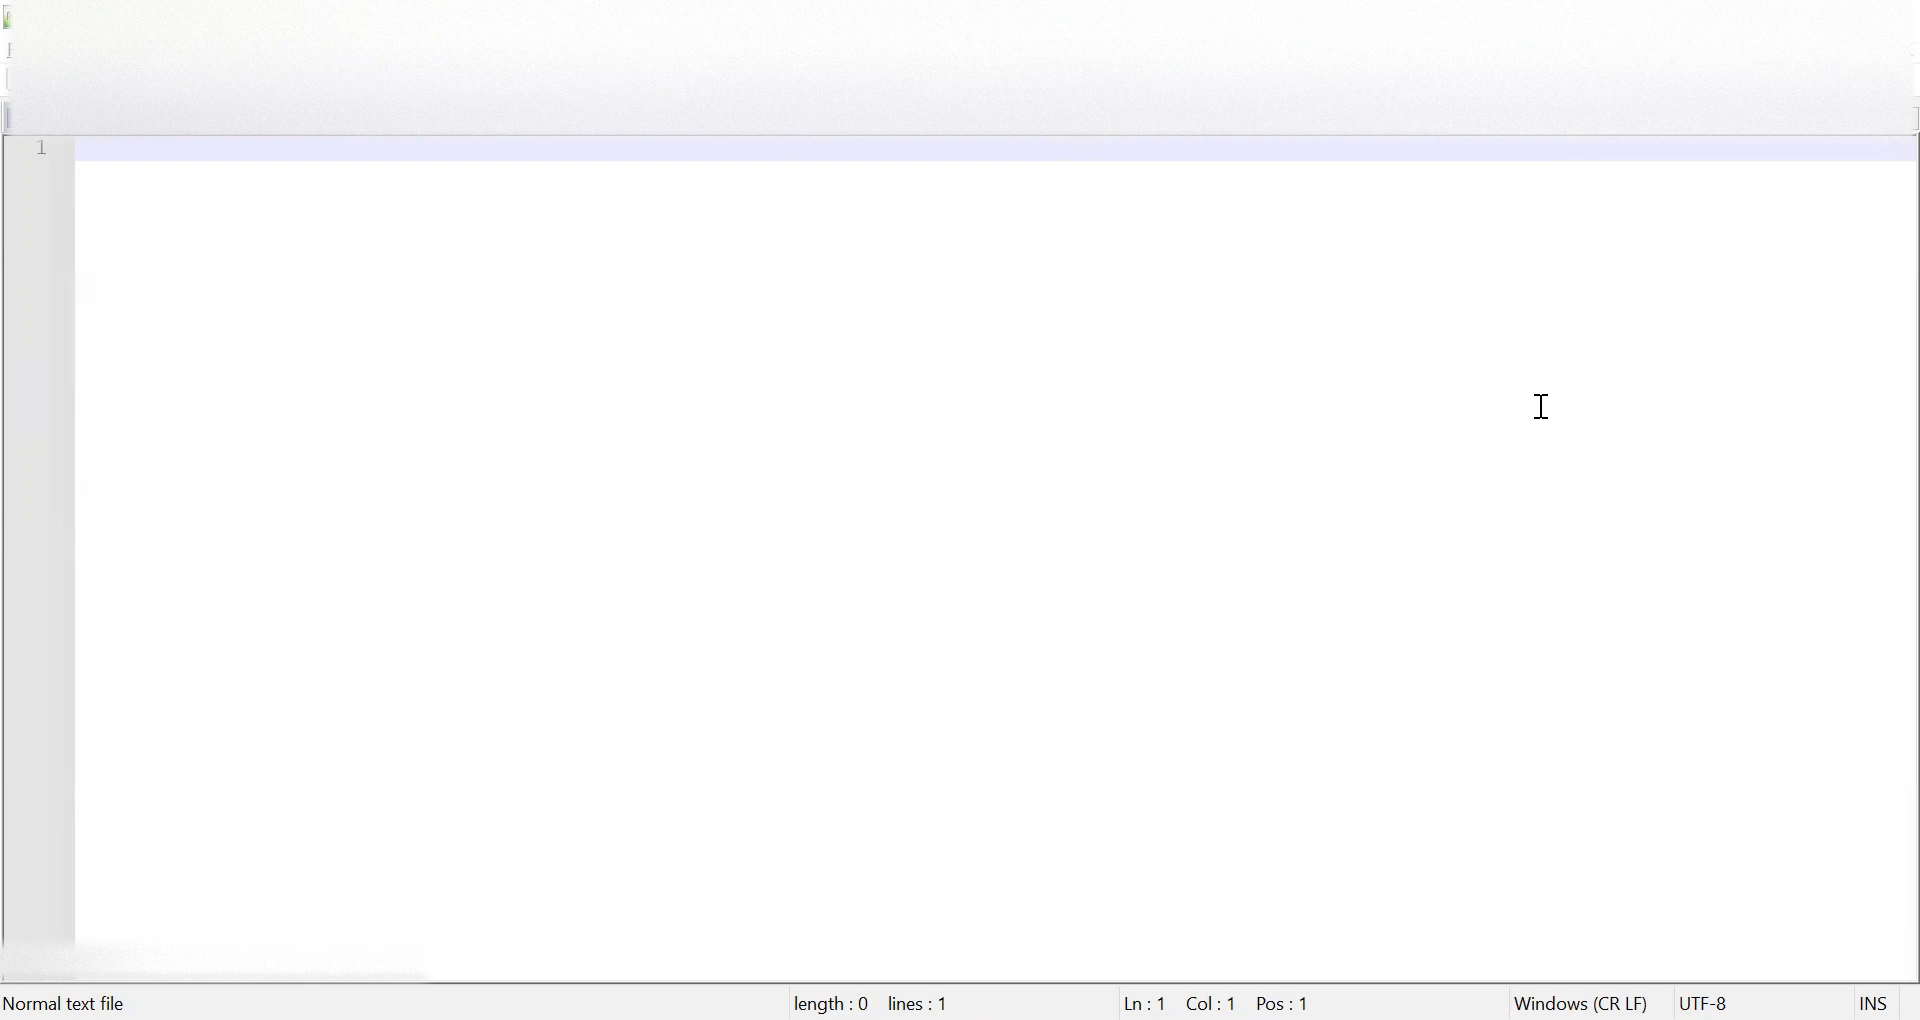 1
Normal text file length : 0 lines : 1 Ln : 1 Col : 1 Pos : 1 Windows (CR LF) UTF-8 INS